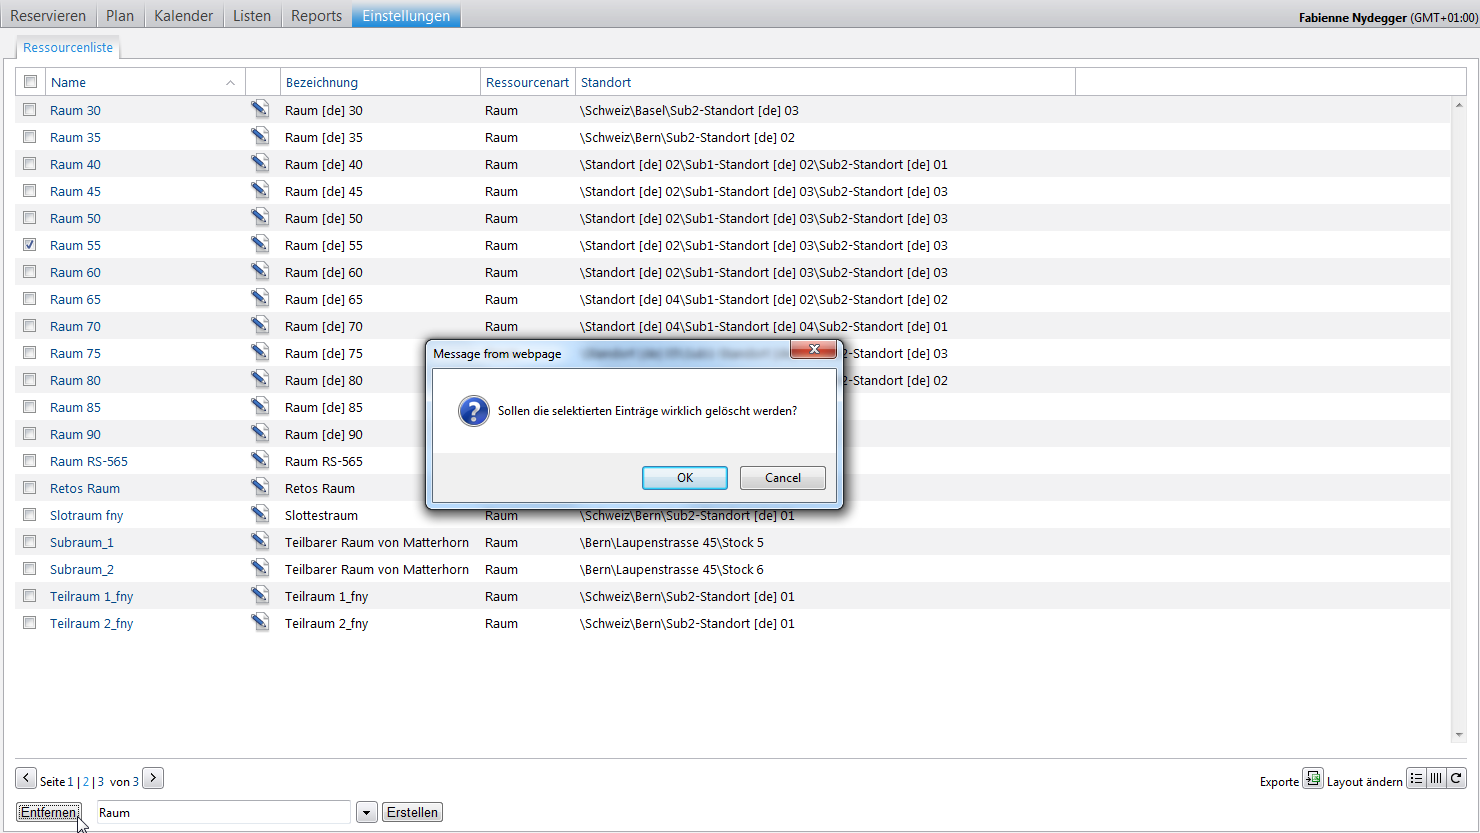 Reservieren Plan Kalender Listen Reports Einstellungen Fabienne Nydegger (GMT+01:00)
Ressourcenliste
Name Bezeichnung Ressourcenart Standort
Raum 30 Raum [de] 30 Raum \Schweiz\Basel\Sub2-Standort [de] 03
Raum 35 Raum [de] 35 Raum \Schweiz\Bern\Sub2-Standort [de] 02
Raum 40 Raum [de] 40 Raum \Standort [de] 02\Sub1-Standort [de] 02\Sub2-Standort [de] 01
Raum 45 Raum [de] 45 Raum \Standort [de] 02\Sub1-Standort [de] 03\Sub2-Standort [de] 03
Raum 50 Raum [de] 50 Raum \Standort [de] 02\Sub1-Standort [de] 03\Sub2-Standort [de] 03
Raum 55 Raum [de] 55 Raum \Standort [de] 02\Sub1-Standort [de] 03\Sub2-Standort [de] 03
Raum 60 Raum [de] 60 Raum \Standort [de] 02\Sub1-Standort [de] 03\Sub2-Standort [de] 03
Raum 65 Raum [de] 65 Raum \Standort [de] 04\Sub1-Standort [de] 02\Sub2-Standort [de] 02
Raum 70 Raum [de] 70 Raum \Standort [de] 04\Sub1-Standort [de] 04\Sub2-Standort [de] 01
Raum 75 Raum [de] 75 2-Standort [de] 03
Raum 80 Raum [de] 80 2-Standort [de] 02
Raum 85 Raum [de] 85
Raum 90 Raum [de] 90
Raum RS-565 Raum RS-565
Retos Raum Retos Raum
Slotraum fny Slottestraum Raum \Schweiz\Bern\Sub2-Standort [de] 01
Subraum_1 Teilbarer Raum von Matterhorn Raum \Bern\Laupenstrasse 45\Stock 5
Subraum_2 Teilbarer Raum von Matterhorn Raum \Bern\Laupenstrasse 45\Stock 6
Teilraum 1_fny Teilraum 1_fny Raum \Schweiz\Bern\Sub2-Standort [de] 01
Teilraum 2_fny Teilraum 2_fny Raum \Schweiz\Bern\Sub2-Standort [de] 01
Message from webpage
Sollen die selektierten Einträge wirklich gelöscht werden?
OK Cancel
Seite 1 | 2 | 3 von 3 Exporte Layout ändern
Entfernen Raum Erstellen